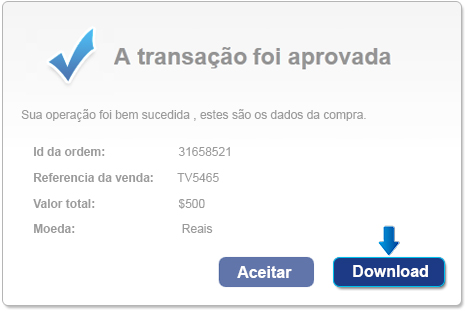 A transação foi aprovada
Sua operação foi bem sucedida , estes são os dados da compra.
Id da ordem: 31658521
Referencia da venda: TV5465
Valor total: $500
Moeda: Reais
Aceitar Download